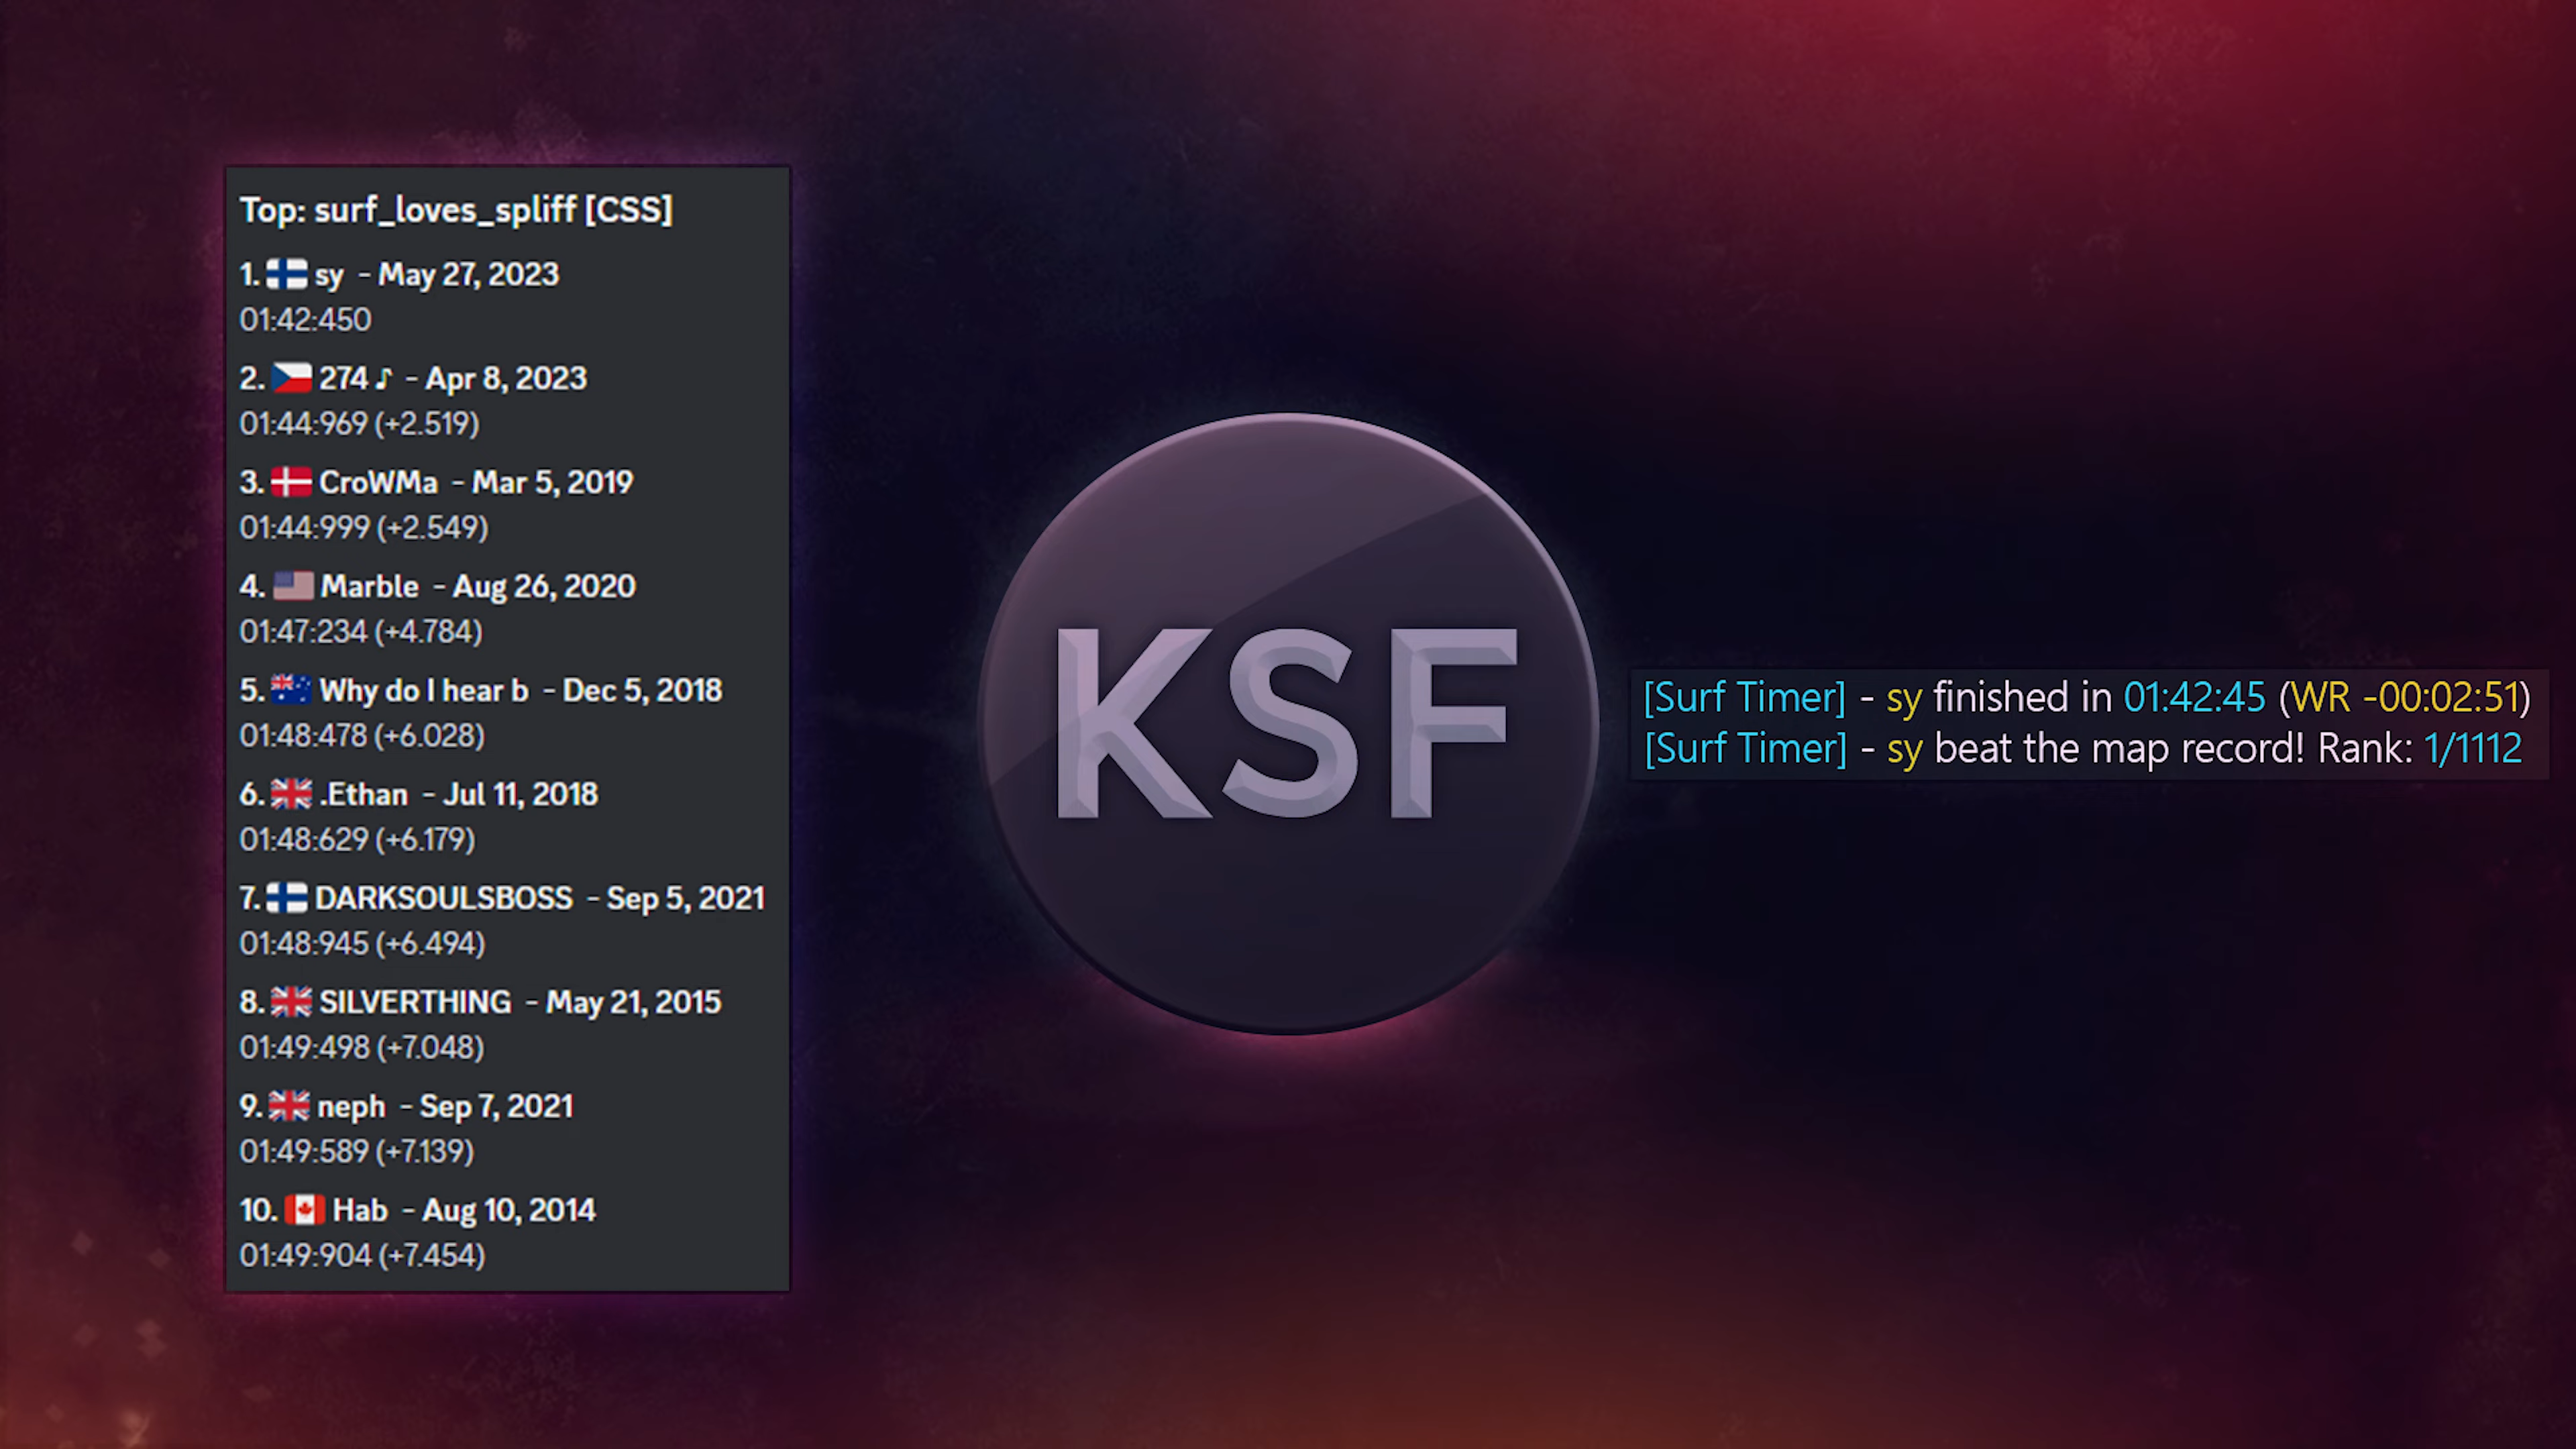 Top: surf_loves_spliff [CSS]
1. sy - May 27, 2023
01:42:450
2. 274 ♪ - Apr 8, 2023
01:44:969 (+2.519)
3. CroWMa - Mar 5, 2019
01:44:999 (+2.549)
4. Marble - Aug 26, 2020
01:47:234 (+4.784)
5. Why do I hear b - Dec 5, 2018
01:48:478 (+6.028)
6. .Ethan - Jul 11, 2018
01:48:629 (+6.179)
7. DARKSOULSBOSS - Sep 5, 2021
01:48:945 (+6.494)
8. SILVERTHING - May 21, 2015
01:49:498 (+7.048)
9. neph - Sep 7, 2021
01:49:589 (+7.139)
10. Hab - Aug 10, 2014
01:49:904 (+7.454)
KSF
[Surf Timer] - sy finished in 01:42:45 (WR -00:02:51)
[Surf Timer] - sy beat the map record! Rank: 1/1112